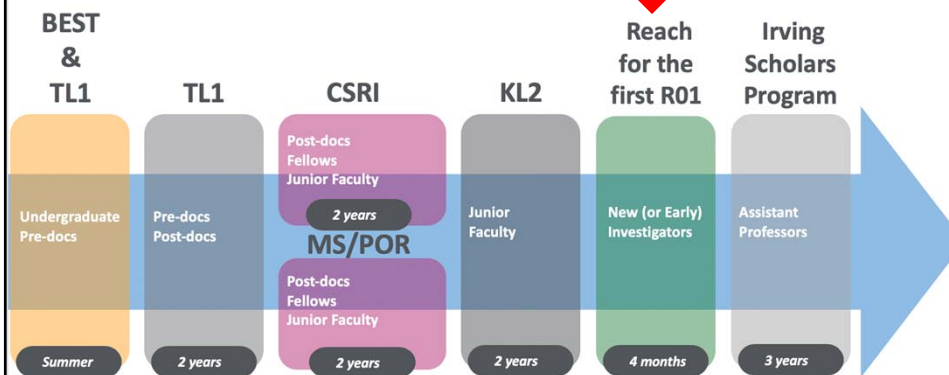 BEST
&
TL1
Undergraduate
Pre-docs
Summer
TL1
Pre-docs
Post-docs
2 years
CSRI
Post-docs
Fellows
Junior Faculty
2 years
MS/POR
Post-docs
Fellows
Junior Faculty
2 years
KL2
Junior
Faculty
2 years
Reach
for the
first R01
New (or Early)
Investigators
4 months
Irving
Scholars
Program
Assistant
Professors
3 years